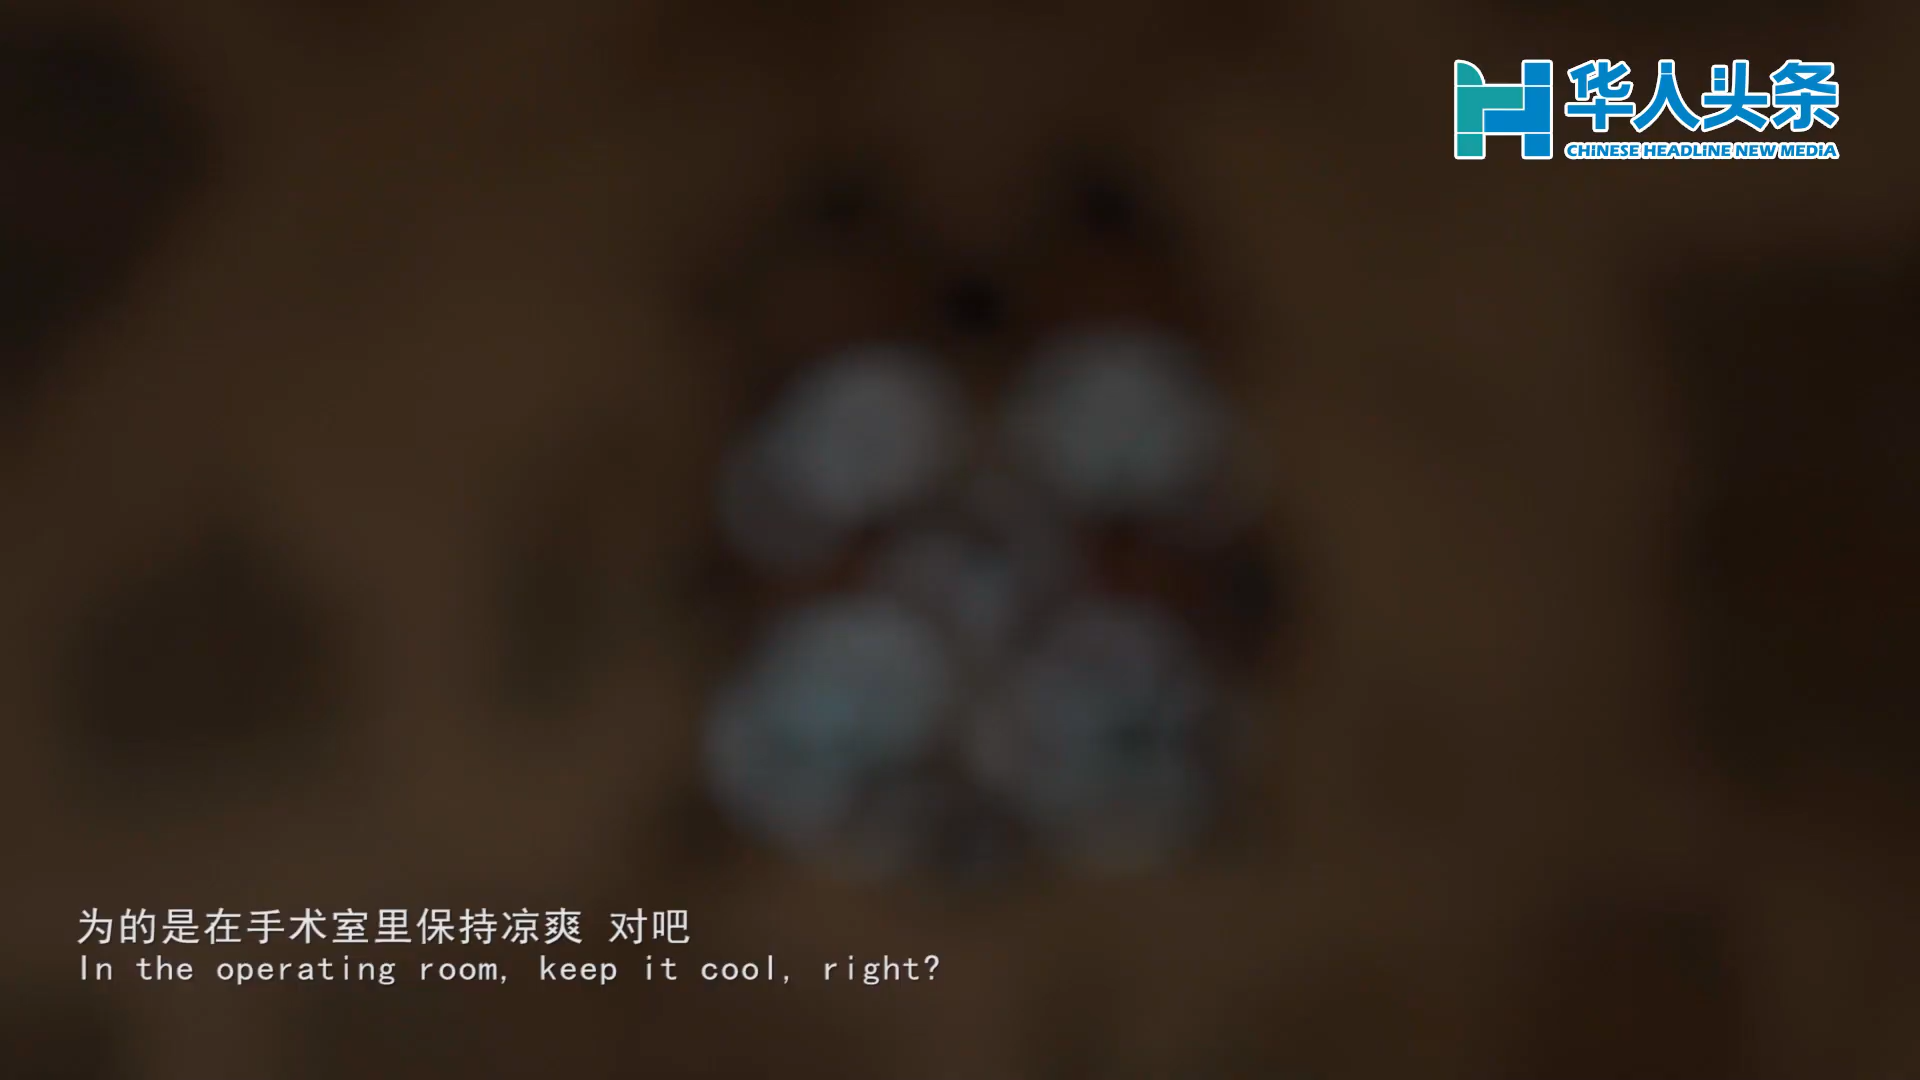 华人头条
CHINESE HEADLINE NEW MEDIA
为的是在手术室里保持凉爽 对吧
In the operating room, keep it cool, right?